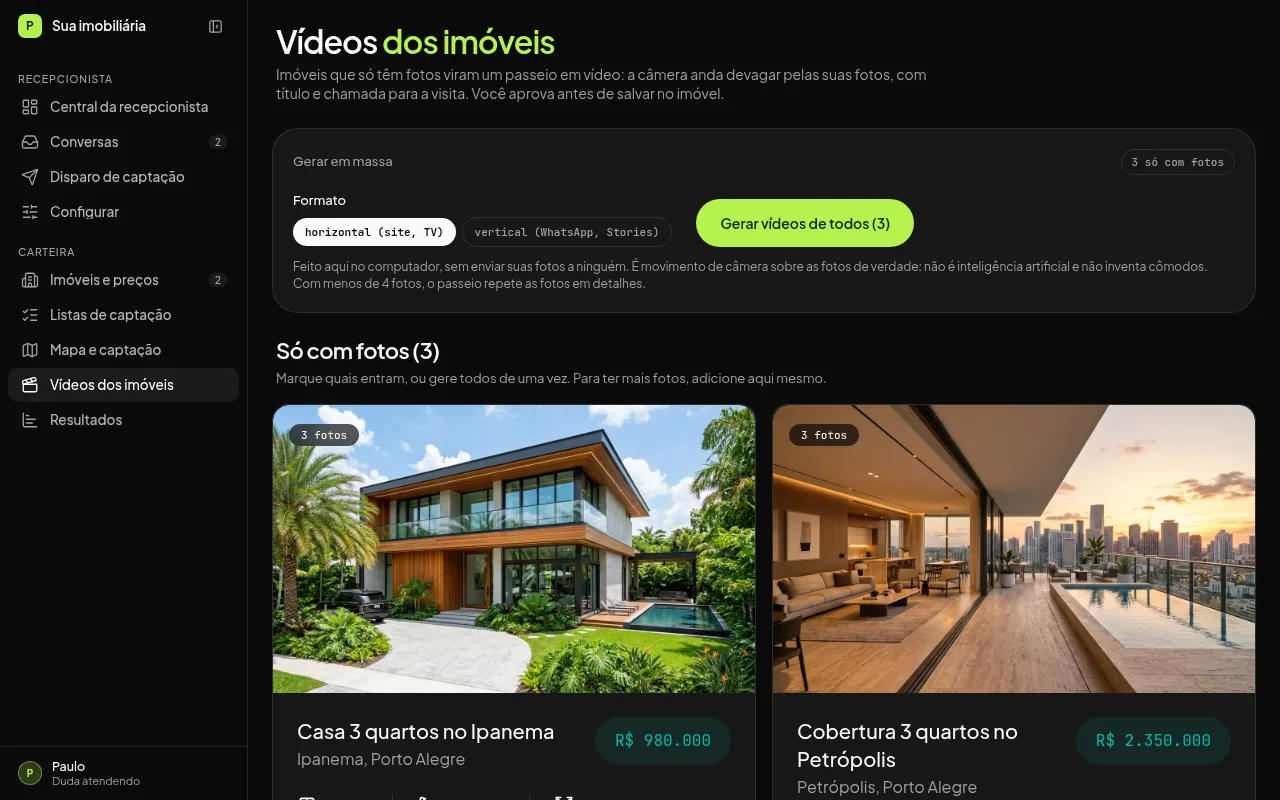 P Sua imobiliária
RECEPCIONISTA
Central da recepcionista
Conversas 2
Disparo de captação
Configurar
CARTEIRA
Imóveis e preços 2
Listas de captação
Mapa e captação
Vídeos dos imóveis
Resultados
P Paulo
Duda atendendo
Vídeos dos imóveis
Imóveis que só têm fotos viram um passeio em vídeo: a câmera anda devagar pelas suas fotos, com
título e chamada para a visita. Você aprova antes de salvar no imóvel.
Gerar em massa
3 só com fotos
Formato
horizontal (site, TV) vertical (WhatsApp, Stories)
Gerar vídeos de todos (3)
Feito aqui no computador, sem enviar suas fotos a ninguém. É movimento de câmera sobre as fotos de verdade: não é inteligência artificial e não inventa cômodos.
Com menos de 4 fotos, o passeio repete as fotos em detalhes.
Só com fotos (3)
Marque quais entram, ou gere todos de uma vez. Para ter mais fotos, adicione aqui mesmo.
3 fotos
Casa 3 quartos no Ipanema
R$ 980.000
Ipanema, Porto Alegre
3 fotos
Cobertura 3 quartos no
Petrópolis
R$ 2.350.000
Petrópolis, Porto Alegre